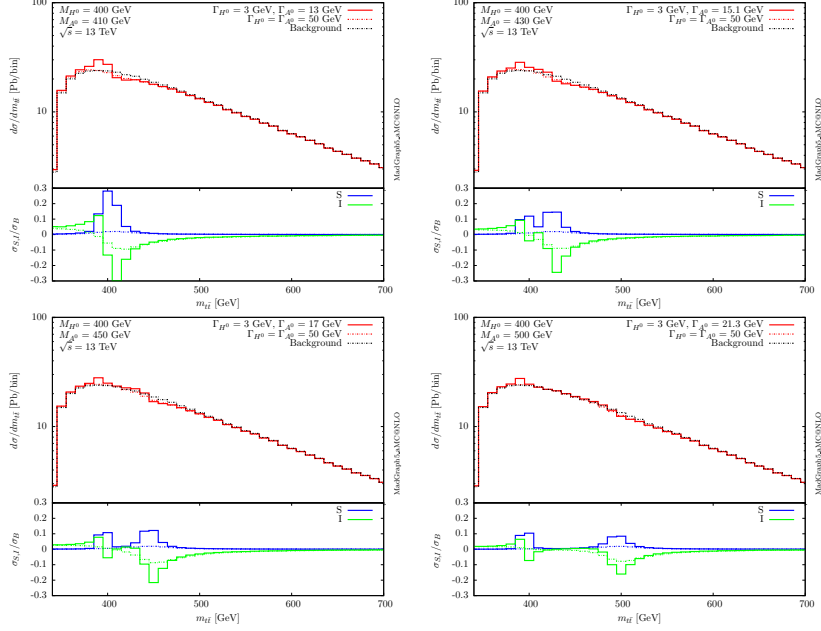 M_{H^0} = 400 GeV
M_{A^0} = 410 GeV
√s = 13 TeV
Γ_{H^0} = 3 GeV, Γ_{A^0} = 13 GeV
Γ_{H^0} = Γ_{A^0} = 50 GeV
Background
dσ/dm_{tt̄} [Pb/bin]
100
10
MadGraph5_aMC@NLO
S
I
σ_{S,I}/σ_B
0.3
0.2
0.1
0
-0.1
-0.2
-0.3
400
500
600
700
m_{tt̄} [GeV]
M_{H^0} = 400 GeV
M_{A^0} = 430 GeV
√s = 13 TeV
Γ_{H^0} = 3 GeV, Γ_{A^0} = 15.1 GeV
Γ_{H^0} = Γ_{A^0} = 50 GeV
Background
dσ/dm_{tt̄} [Pb/bin]
100
10
MadGraph5_aMC@NLO
S
I
σ_{S,I}/σ_B
0.3
0.2
0.1
0
-0.1
-0.2
-0.3
400
500
600
700
m_{tt̄} [GeV]
M_{H^0} = 400 GeV
M_{A^0} = 450 GeV
√s = 13 TeV
Γ_{H^0} = 3 GeV, Γ_{A^0} = 17 GeV
Γ_{H^0} = Γ_{A^0} = 50 GeV
Background
dσ/dm_{tt̄} [Pb/bin]
100
10
MadGraph5_aMC@NLO
S
I
σ_{S,I}/σ_B
0.3
0.2
0.1
0
-0.1
-0.2
-0.3
400
500
600
700
m_{tt̄} [GeV]
M_{H^0} = 400 GeV
M_{A^0} = 500 GeV
√s = 13 TeV
Γ_{H^0} = 3 GeV, Γ_{A^0} = 21.3 GeV
Γ_{H^0} = Γ_{A^0} = 50 GeV
Background
dσ/dm_{tt̄} [Pb/bin]
100
10
MadGraph5_aMC@NLO
S
I
σ_{S,I}/σ_B
0.3
0.2
0.1
0
-0.1
-0.2
-0.3
400
500
600
700
m_{tt̄} [GeV]